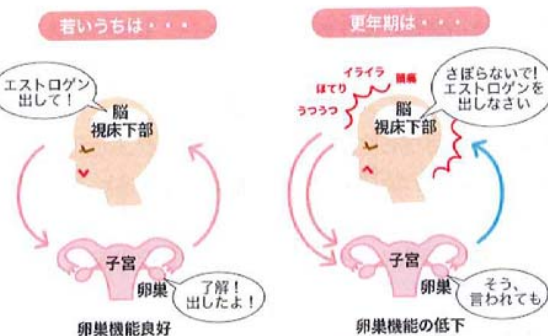 若いうちは・・・
エストロゲン
出して！
脳
視床下部
子宮
卵巣
了解！
出したよ！
卵巣機能良好
更年期は・・・
イライラ
頭痛
ほてり
うつうつ
さぼらないで！
エストロゲンを
出しなさい
脳
視床下部
子宮
卵巣
そう、
言われても
卵巣機能の低下